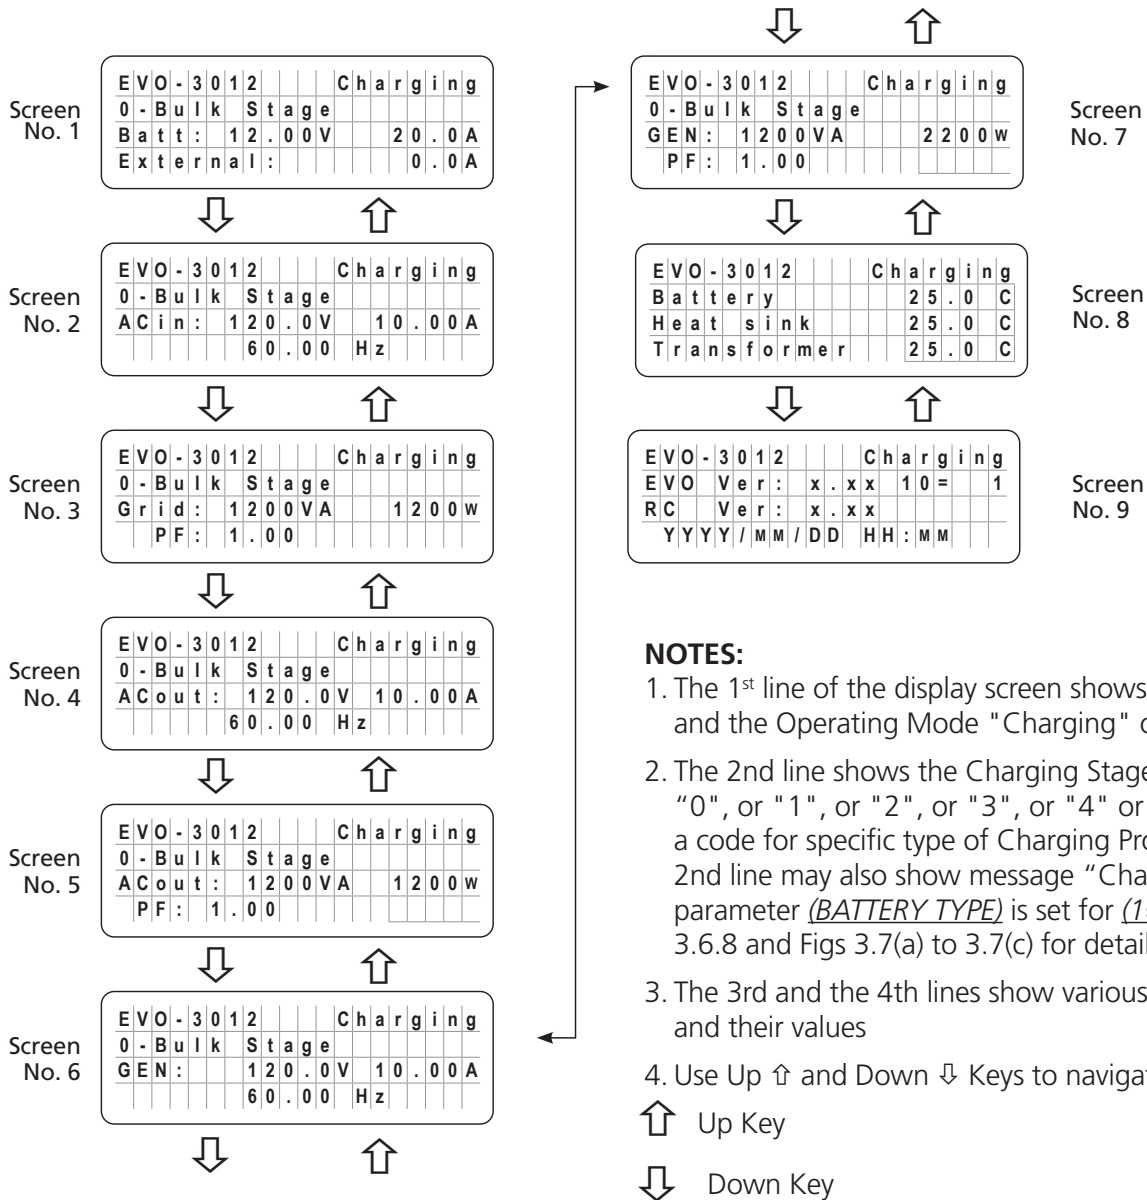 Screen No. 1
EVO-3012 Charging
0-Bulk Stage
Batt: 12.00V 20.0A
External: 0.0A
Screen No. 2
EVO-3012 Charging
0-Bulk Stage
ACin: 120.0V 10.00A
60.00 Hz
Screen No. 3
EVO-3012 Charging
0-Bulk Stage
Grid: 1200VA 1200W
PF: 1.00
Screen No. 4
EVO-3012 Charging
0-Bulk Stage
ACout: 120.0V 10.00A
60.00 Hz
Screen No. 5
EVO-3012 Charging
0-Bulk Stage
ACout: 1200VA 1200W
PF: 1.00
Screen No. 6
EVO-3012 Charging
0-Bulk Stage
GEN: 120.0V 10.00A
60.00 Hz
EVO-3012 Charging
0-Bulk Stage
GEN: 1200VA 2200W
PF: 1.00
Screen No. 7
EVO-3012 Charging
Battery 25.0 C
Heat sink 25.0 C
Transformer 25.0 C
Screen No. 8
EVO-3012 Charging
EVO Ver: x.xx 10= 1
RC Ver: x.xx
YYYY/MM/DD HH:MM
Screen No. 9
NOTES:
1. The 1st line of the display screen shows
and the Operating Mode "Charging"
2. The 2nd line shows the Charging Stage
“0", or "1", or "2", or "3", or "4" or
a code for specific type of Charging
2nd line may also show message
parameter (BATTERY TYPE) is set for
3.6.8 and Figs 3.7(a) to 3.7(c) for
3. The 3rd and the 4th lines show various
and their values
4. Use Up ⇧ and Down ⇩ Keys to
⇧ Up Key
⇩ Down Key